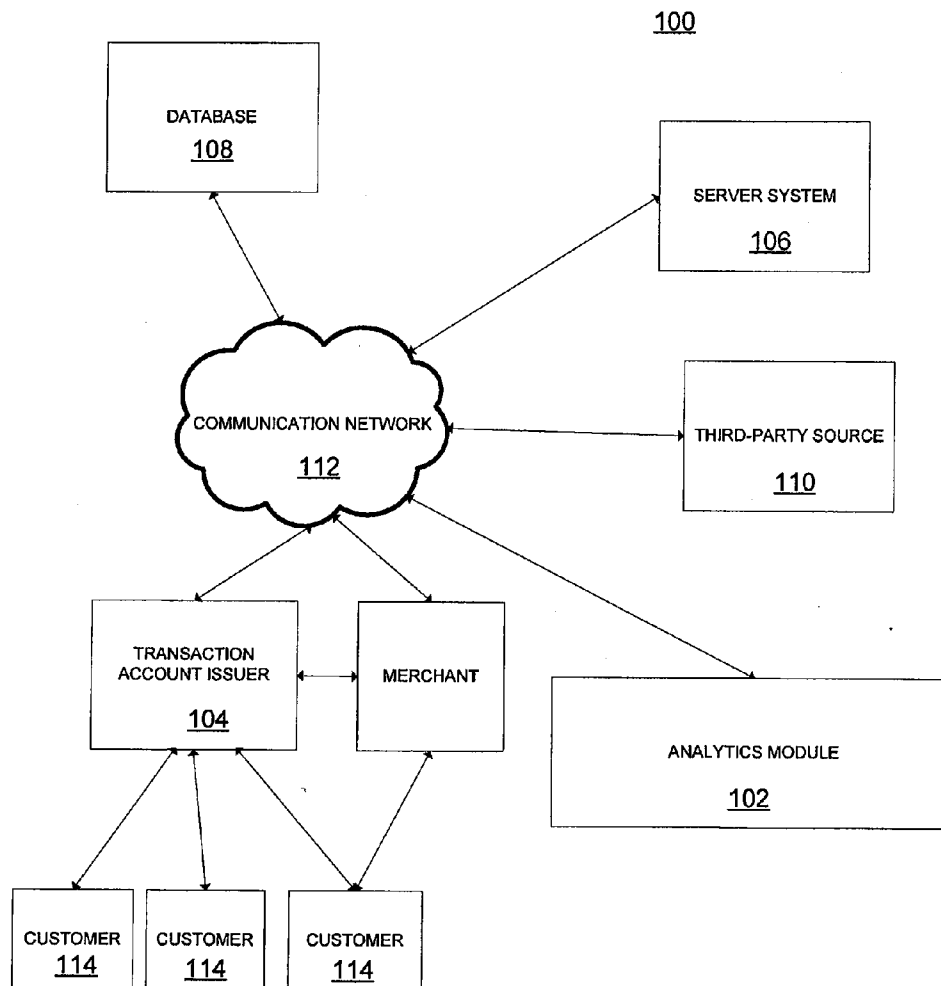 100
DATABASE
108
SERVER SYSTEM
106
COMMUNICATION NETWORK
112
THIRD-PARTY SOURCE
110
TRANSACTION
ACCOUNT ISSUER
104
MERCHANT
ANALYTICS MODULE
102
CUSTOMER
114
CUSTOMER
114
CUSTOMER
114